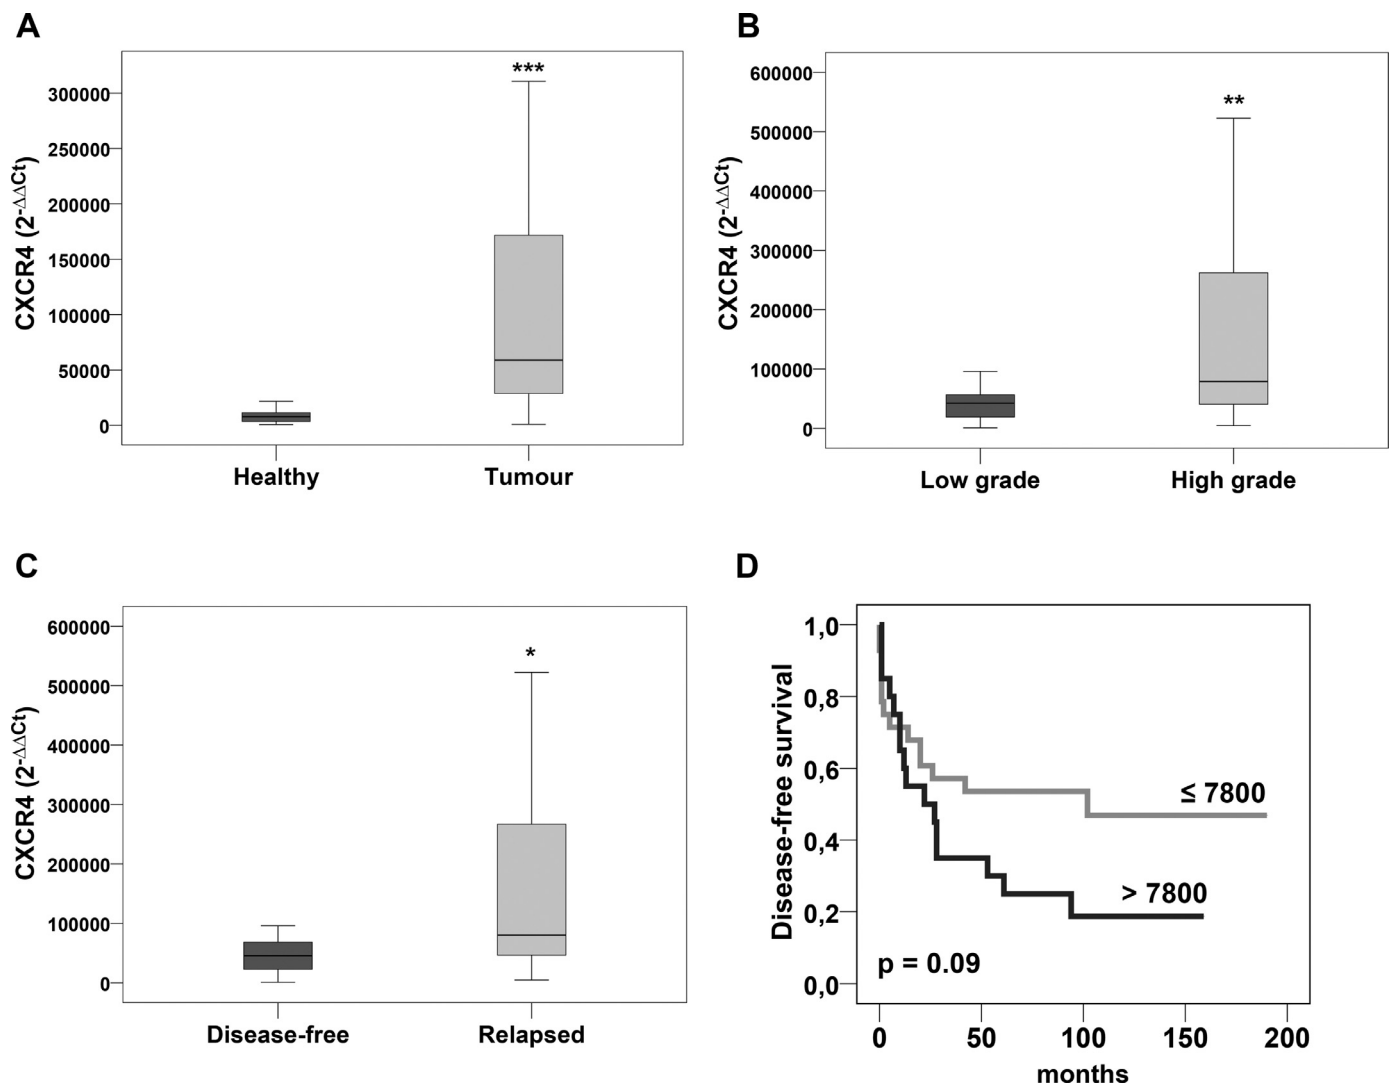 A
CXCR4 (2-ΔΔCt)
300000
250000
200000
150000
100000
50000
0
***
Healthy
Tumour
B
CXCR4 (2-ΔΔCt)
600000
500000
400000
300000
200000
100000
0
**
Low grade
High grade
C
CXCR4 (2-ΔΔCt)
600000
500000
400000
300000
200000
100000
0
*
Disease-free
Relapsed
D
Disease-free survival
1,0
0,8
0,6
0,4
0,2
0,0
≤ 7800
> 7800
p = 0.09
0
50
100
150
200
months